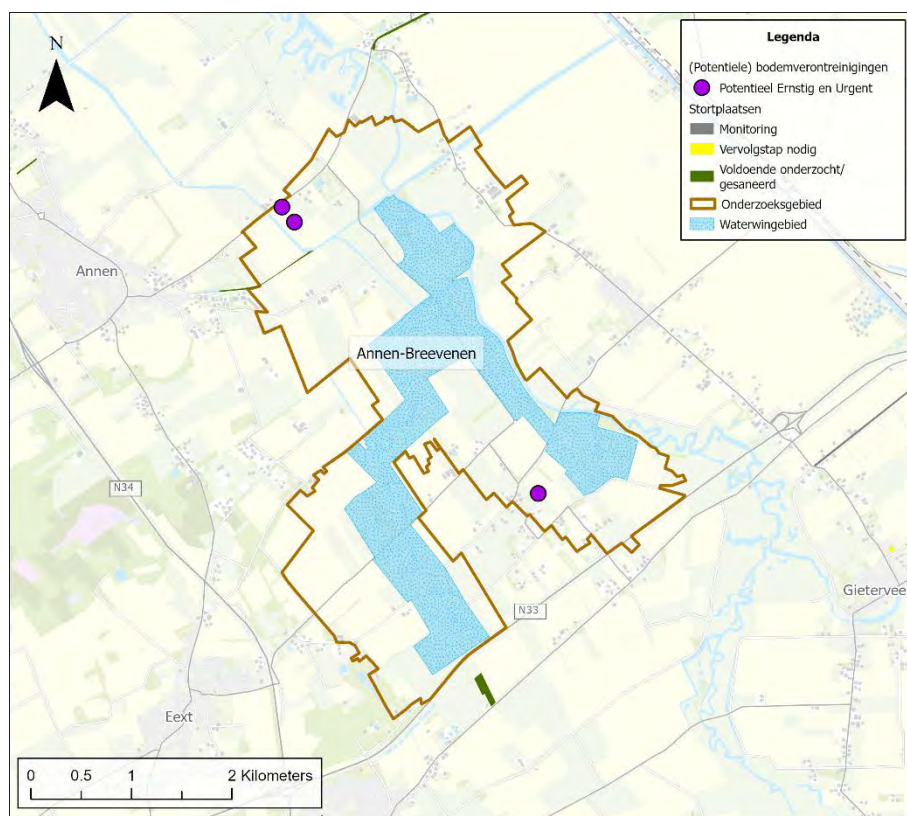 N
Legenda
(Potentiele) bodemverontreinigingen
Potentieel Ernstig en Urgent
Stortplaatsen
Monitoring
Vervolgstap nodig
Voldoende onderzocht/
gesaneerd
Onderzoeksgebied
Waterwingebied
Annen
Annen-Breevenen
N34
N33
Gietervee
Eext
0 0.5 1 2 Kilometers